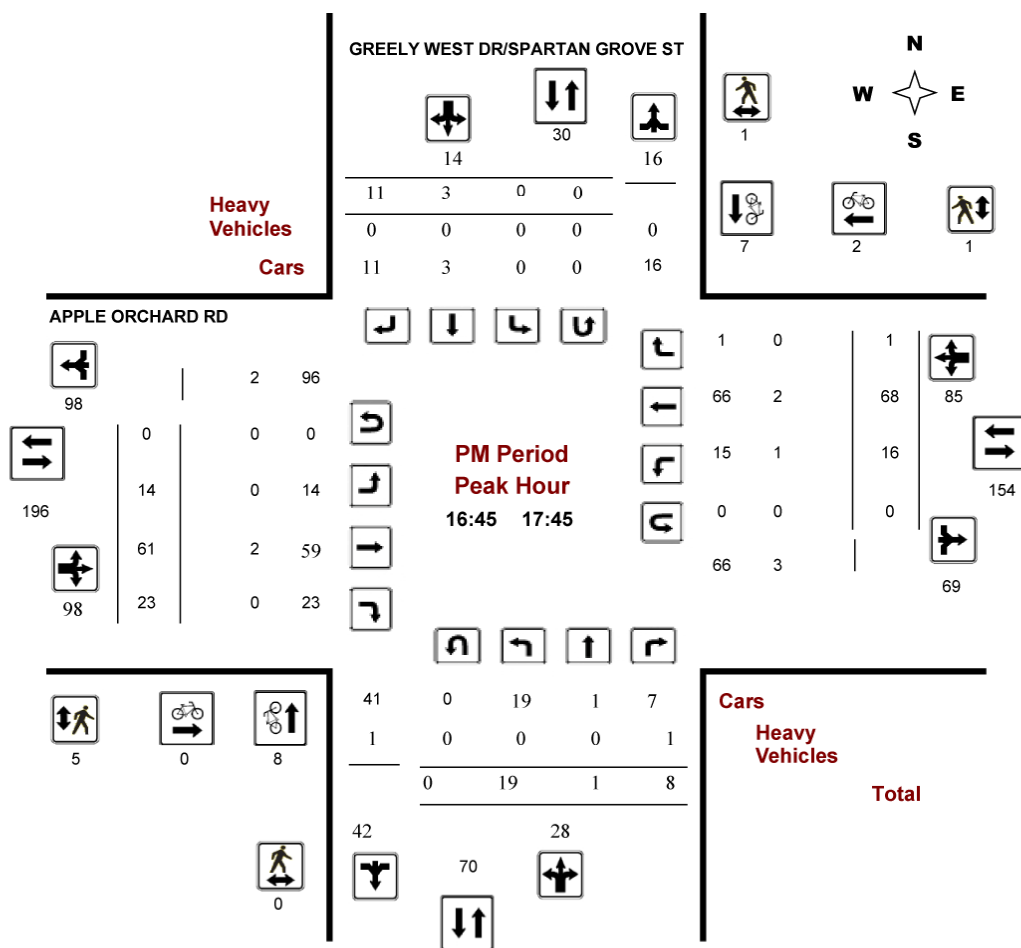 GREELY WEST DR/SPARTAN GROVE ST
N
W E
S
30
1
14 16
11 3 0 0
Heavy
Vehicles
0 0 0 0 0
7 2 1
Cars
11 3 0 0 16
APPLE ORCHARD RD
1 0 1
2 96
98
66 2 68 85
0 0 0
PM Period
15 1 16
Peak Hour
14 0 14
154
196
16:45 17:45
0 0 0
61 2 59
66 3
98
69
23 0 23
41 0 19 1 7
Cars
1 0 0 0 1
Heavy
Vehicles
5 0 8
0 19 1 8
Total
42 28
70
0